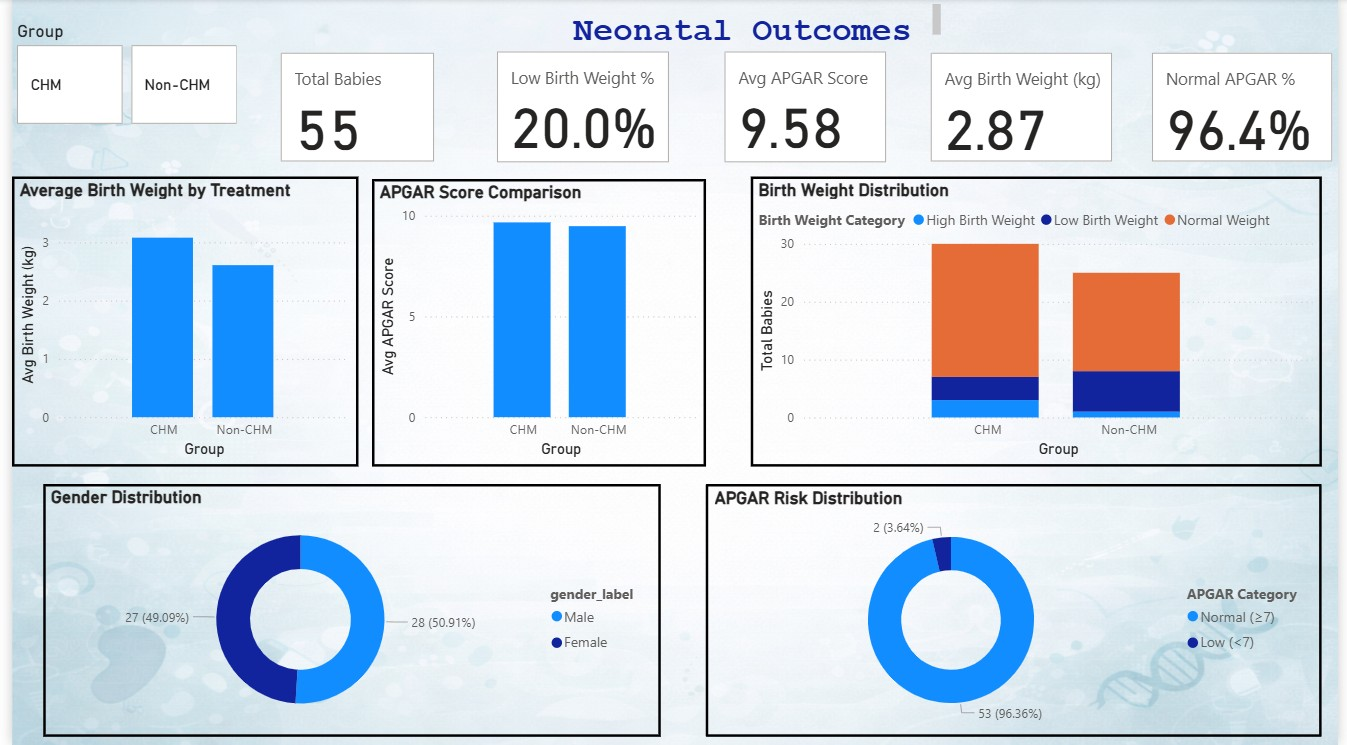 Neonatal Outcomes
Group
CHM
Non-CHM
Total Babies
55
Low Birth Weight %
20.0%
Avg APGAR Score
9.58
Avg Birth Weight (kg)
2.87
Normal APGAR %
96.4%
Average Birth Weight by Treatment
Avg Birth Weight (kg)
3
2
1
0
CHM Non-CHM
Group
APGAR Score Comparison
Avg APGAR Score
10
5
0
CHM Non-CHM
Group
Birth Weight Distribution
Birth Weight Category High Birth Weight Low Birth Weight Normal Weight
Total Babies
30
20
10
0
CHM Non-CHM
Group
Gender Distribution
27 (49.09%)
28 (50.91%)
gender_label
Male
Female
APGAR Risk Distribution
2 (3.64%)
53 (96.36%)
APGAR Category
Normal (≥7)
Low (<7)